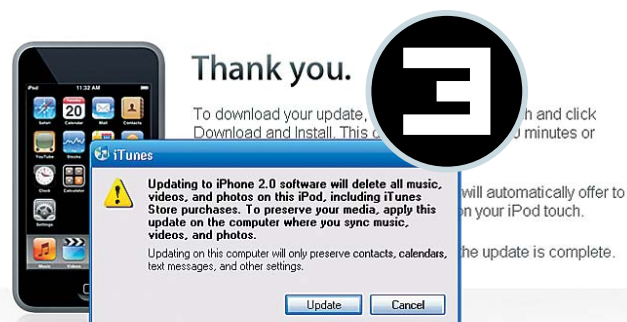 iPod
11:32 AM
Safari
Calendar
Mail
Contacts
YouTube
Stocks
Clock
Calculator
Settings
Music
Videos
Thank you.
3
To download your update,
h and click
Download and Install. This
minutes or
will automatically offer to
on your iPod touch.
the update is complete.
iTunes
Updating to iPhone 2.0 software will delete all music,
videos, and photos on this iPod, including iTunes
Store purchases. To preserve your media, apply this
update on the computer where you sync music,
videos, and photos.
Updating on this computer will only preserve contacts, calendars,
text messages, and other settings.
Update
Cancel
20